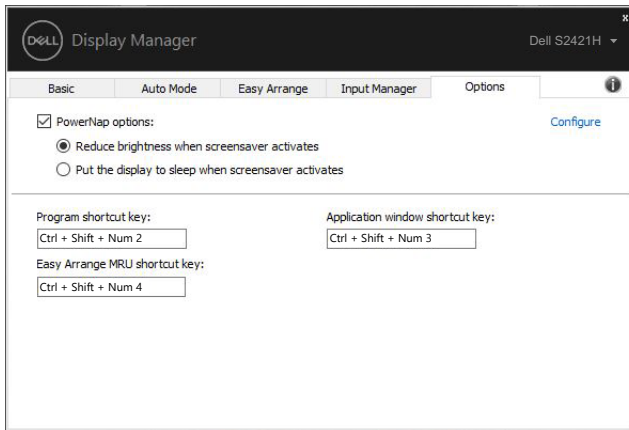 x
DELL Display Manager
Dell S2421H
Basic Auto Mode Easy Arrange Input Manager Options i
PowerNap options: Configure
Reduce brightness when screensaver activates
Put the display to sleep when screensaver activates
Program shortcut key: Application window shortcut key:
Ctrl + Shift + Num 2 Ctrl + Shift + Num 3
Easy Arrange MRU shortcut key:
Ctrl + Shift + Num 4